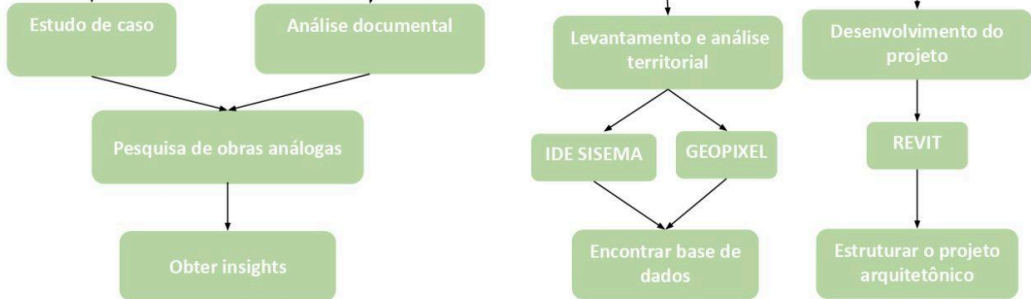 Estudo de caso
Análise documental
Levantamento e análise
territorial
Desenvolvimento do
projeto
Pesquisa de obras análogas
IDE SISEMA
GEOPIXEL
REVIT
Obter insights
Encontrar base de
dados
Estruturar o projeto
arquitetônico